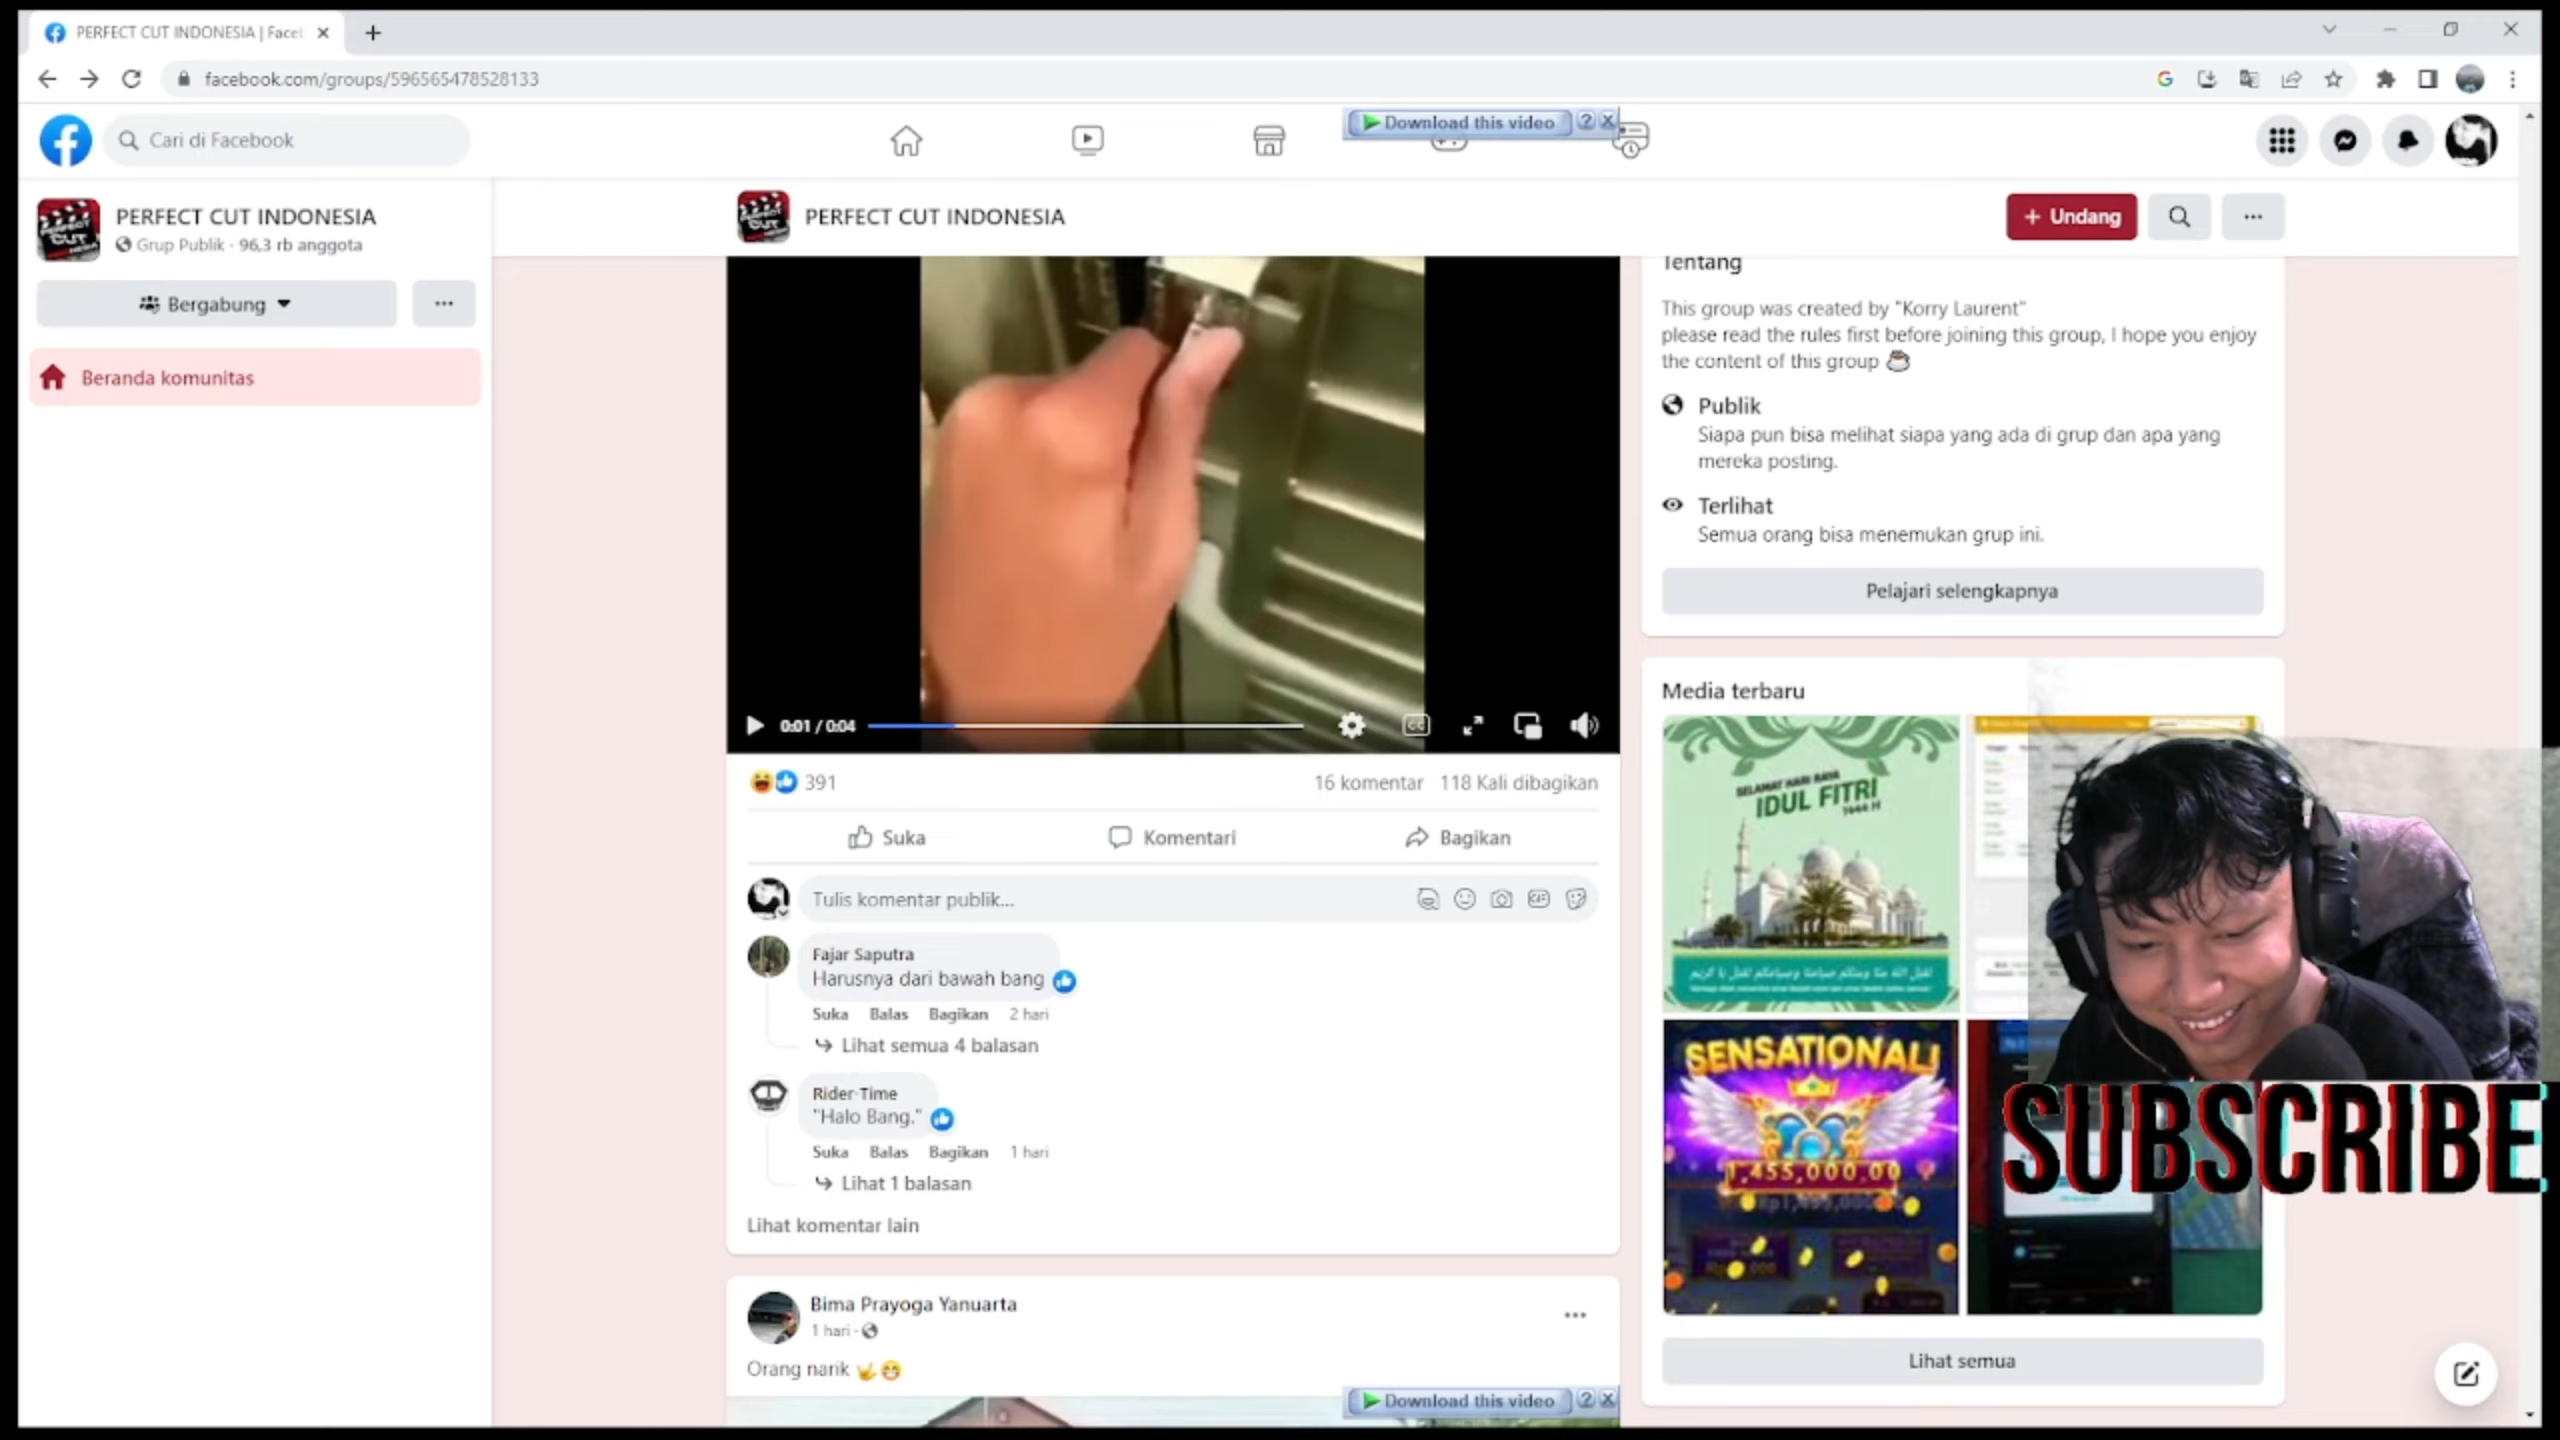 PERFECT CUT INDONESIA | Facel
facebook.com/groups/596565478528133
Cari di Facebook
Download this video
PERFECT CUT INDONESIA
Grup Publik · 96,3 rb anggota
Bergabung
Beranda komunitas
PERFECT CUT INDONESIA
+ Undang
Tentang
This group was created by "Korry Laurent"
please read the rules first before joining this group, I hope you enjoy
the content of this group
Publik
Siapa pun bisa melihat siapa yang ada di grup dan apa yang
mereka posting.
Terlihat
Semua orang bisa menemukan grup ini.
Pelajari selengkapnya
0:01 / 0:04
391
16 komentar 118 Kali dibagikan
Suka Komentari Bagikan
Tulis komentar publik...
Fajar Saputra
Harusnya dari bawah bang
Suka Balas Bagikan 2 hari
Lihat semua 4 balasan
Rider-Time
"Halo Bang."
Suka Balas Bagikan 1 hari
Lihat 1 balasan
Lihat komentar lain
Bima Prayoga Yanuarta
1 hari ·
Orang narik
Download this video
Media terbaru
SELAMAT HARI RAYA
IDUL FITRI
1444 H
SENSATIONAL!
1,455,000.00
SUBSCRIBE
Lihat semua